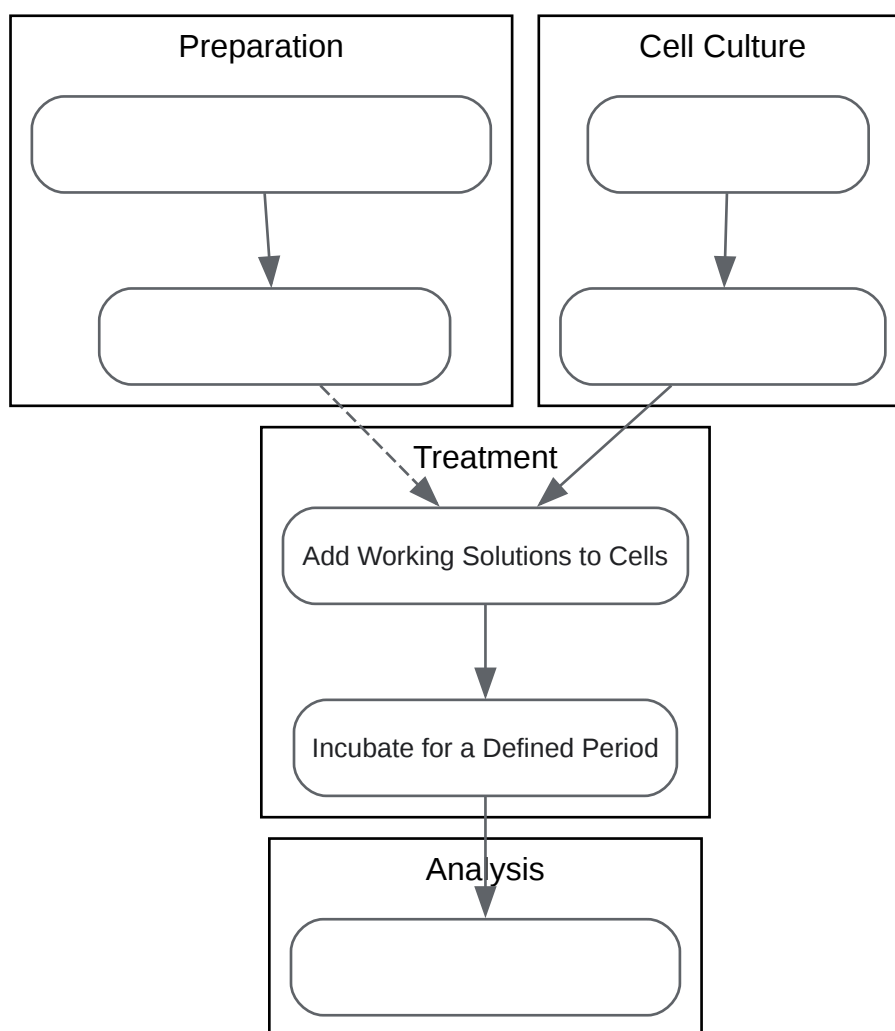 Preparation
Cell Culture
Treatment
Add Working Solutions to Cells
Incubate for a Defined Period
Analysis